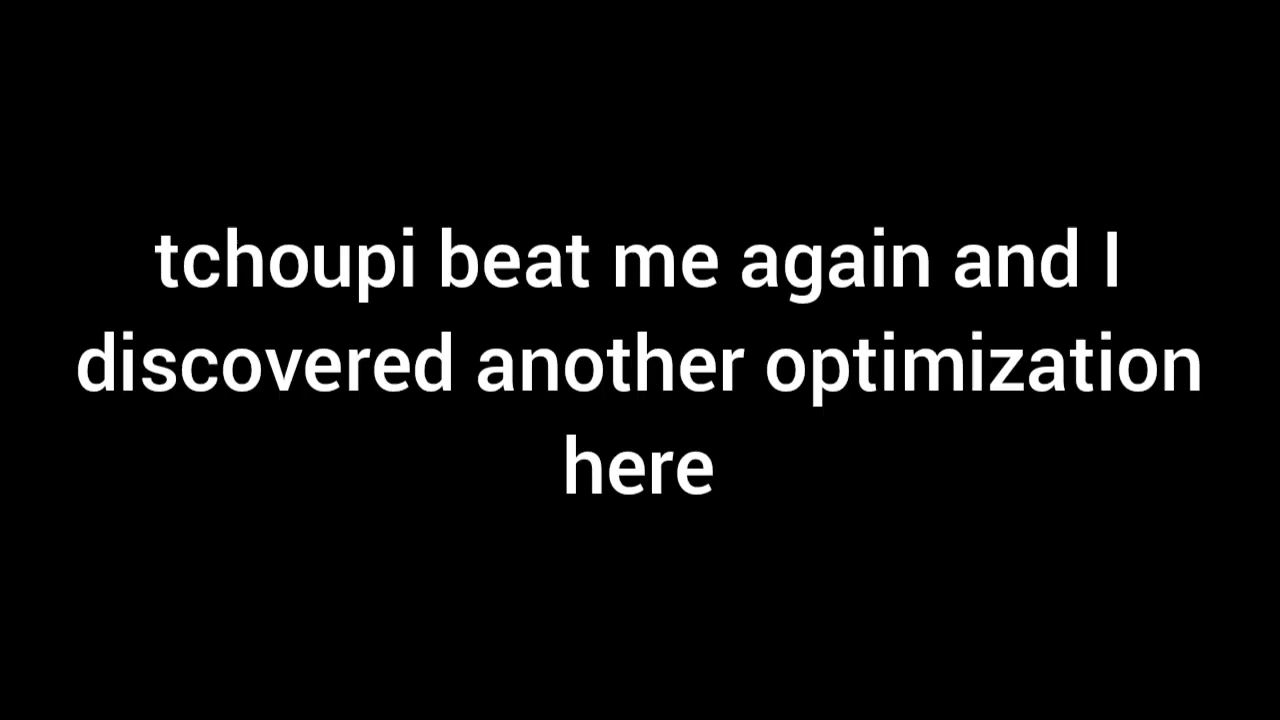 tchoupi beat me again and I
discovered another optimization
here